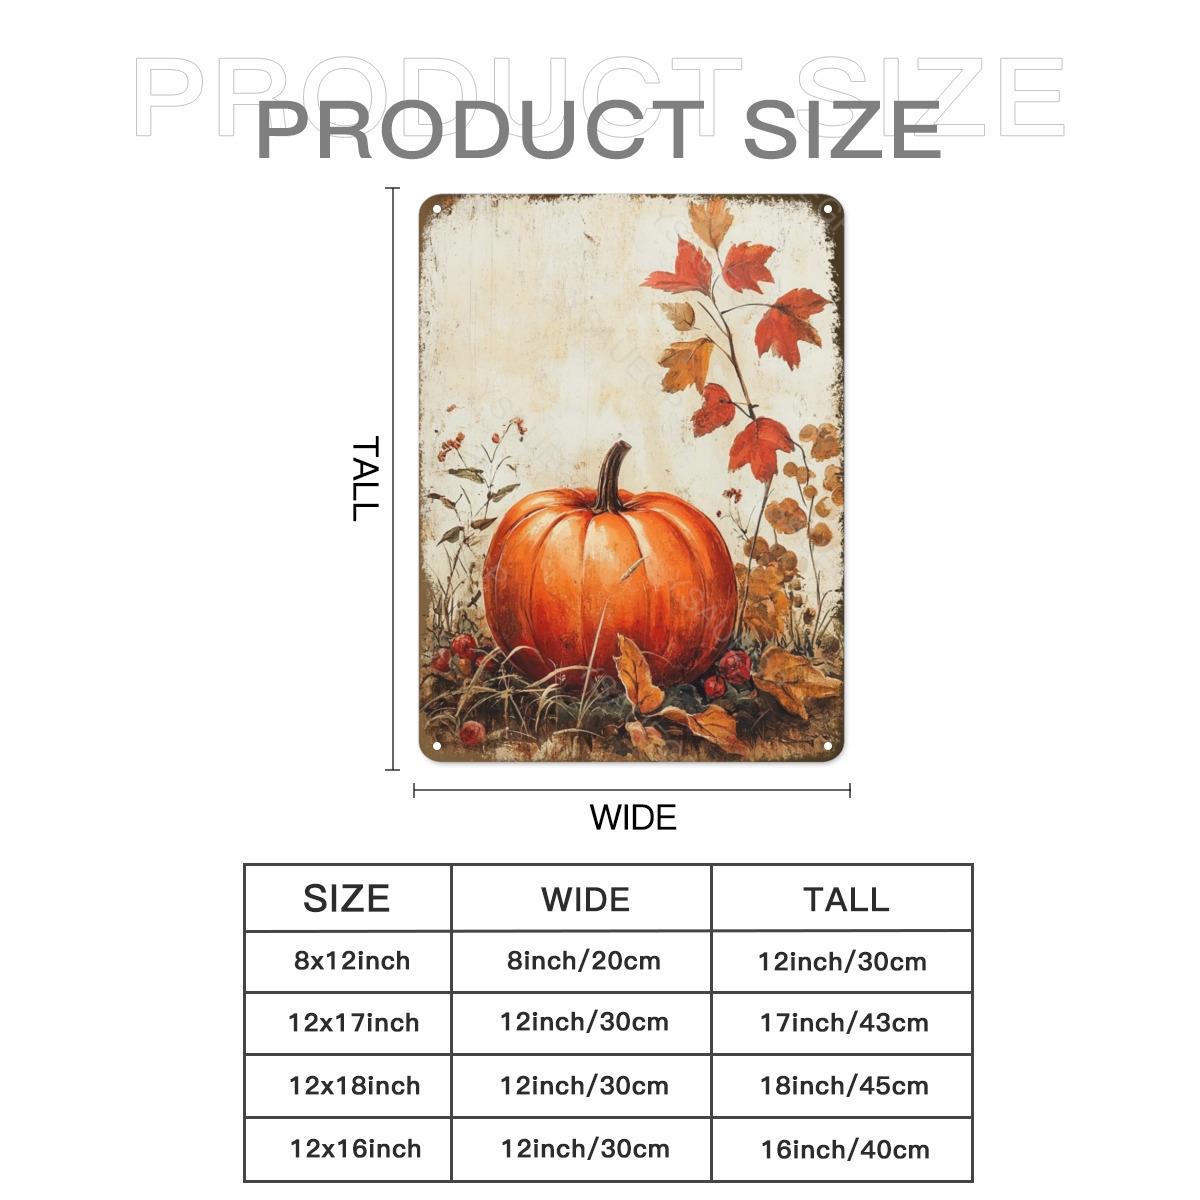 PRODUCT SIZE
PRODUCT SIZE
TALL
WIDE
SIZE WIDE TALL
8x12inch 8inch/20cm 12inch/30cm
12x17inch 12inch/30cm 17inch/43cm
12x18inch 12inch/30cm 18inch/45cm
12x16inch 12inch/30cm 16inch/40cm